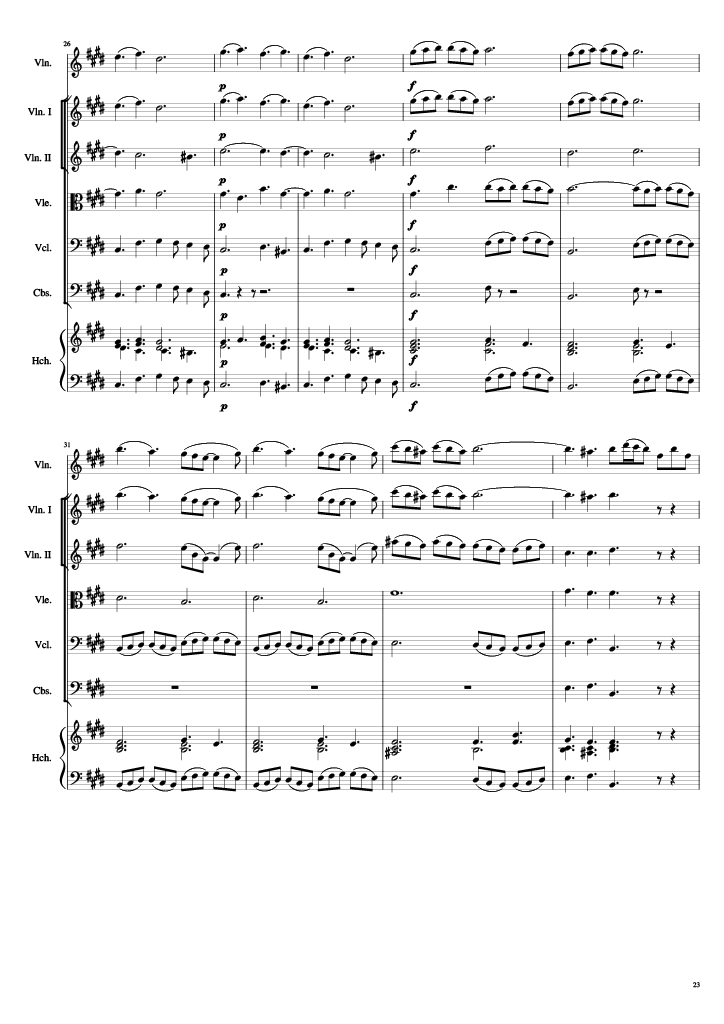 26
Vln.
p
f
Vln. I
p
f
Vln. II
p
f
Vle.
p
f
Vcl.
p
f
Cbs.
p
f
Hch.
p
f
p
f
31
Vln.
Vln. I
Vln. II
Vle.
Vcl.
Cbs.
Hch.
23